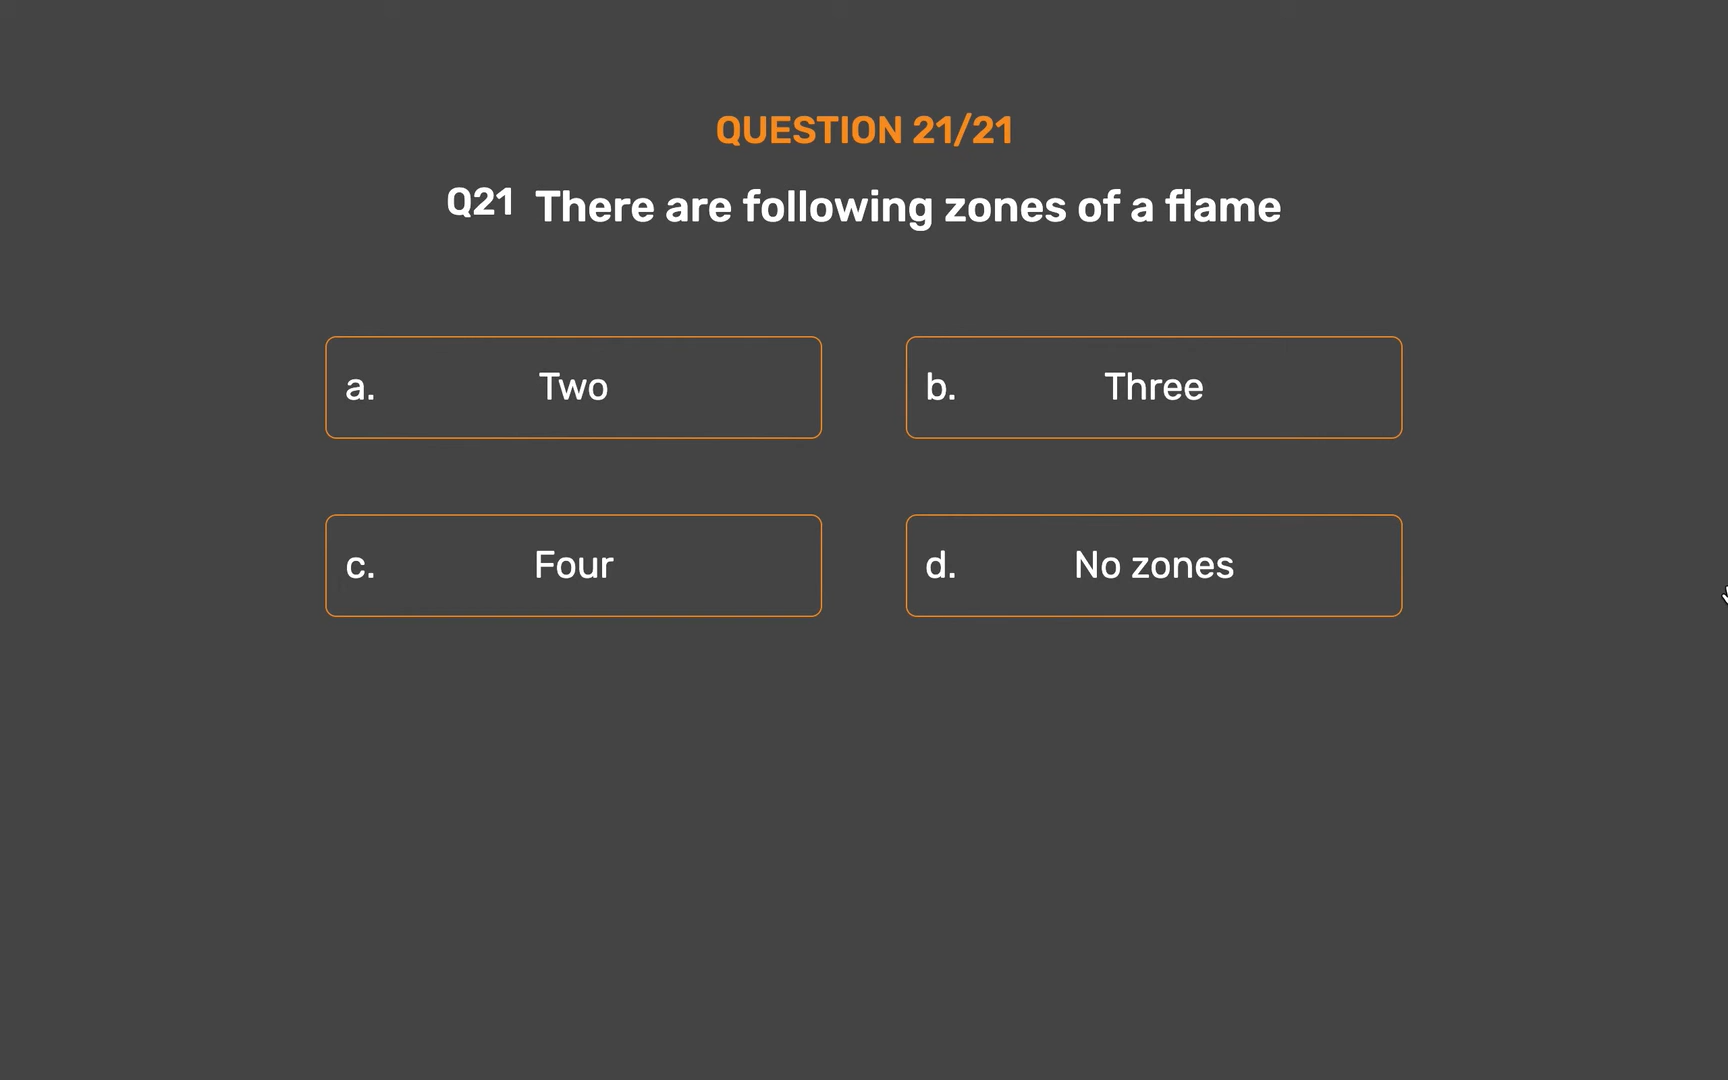 QUESTION 21/21
Q21 There are following zones of a flame
a. Two
b. Three
c. Four
d. No zones